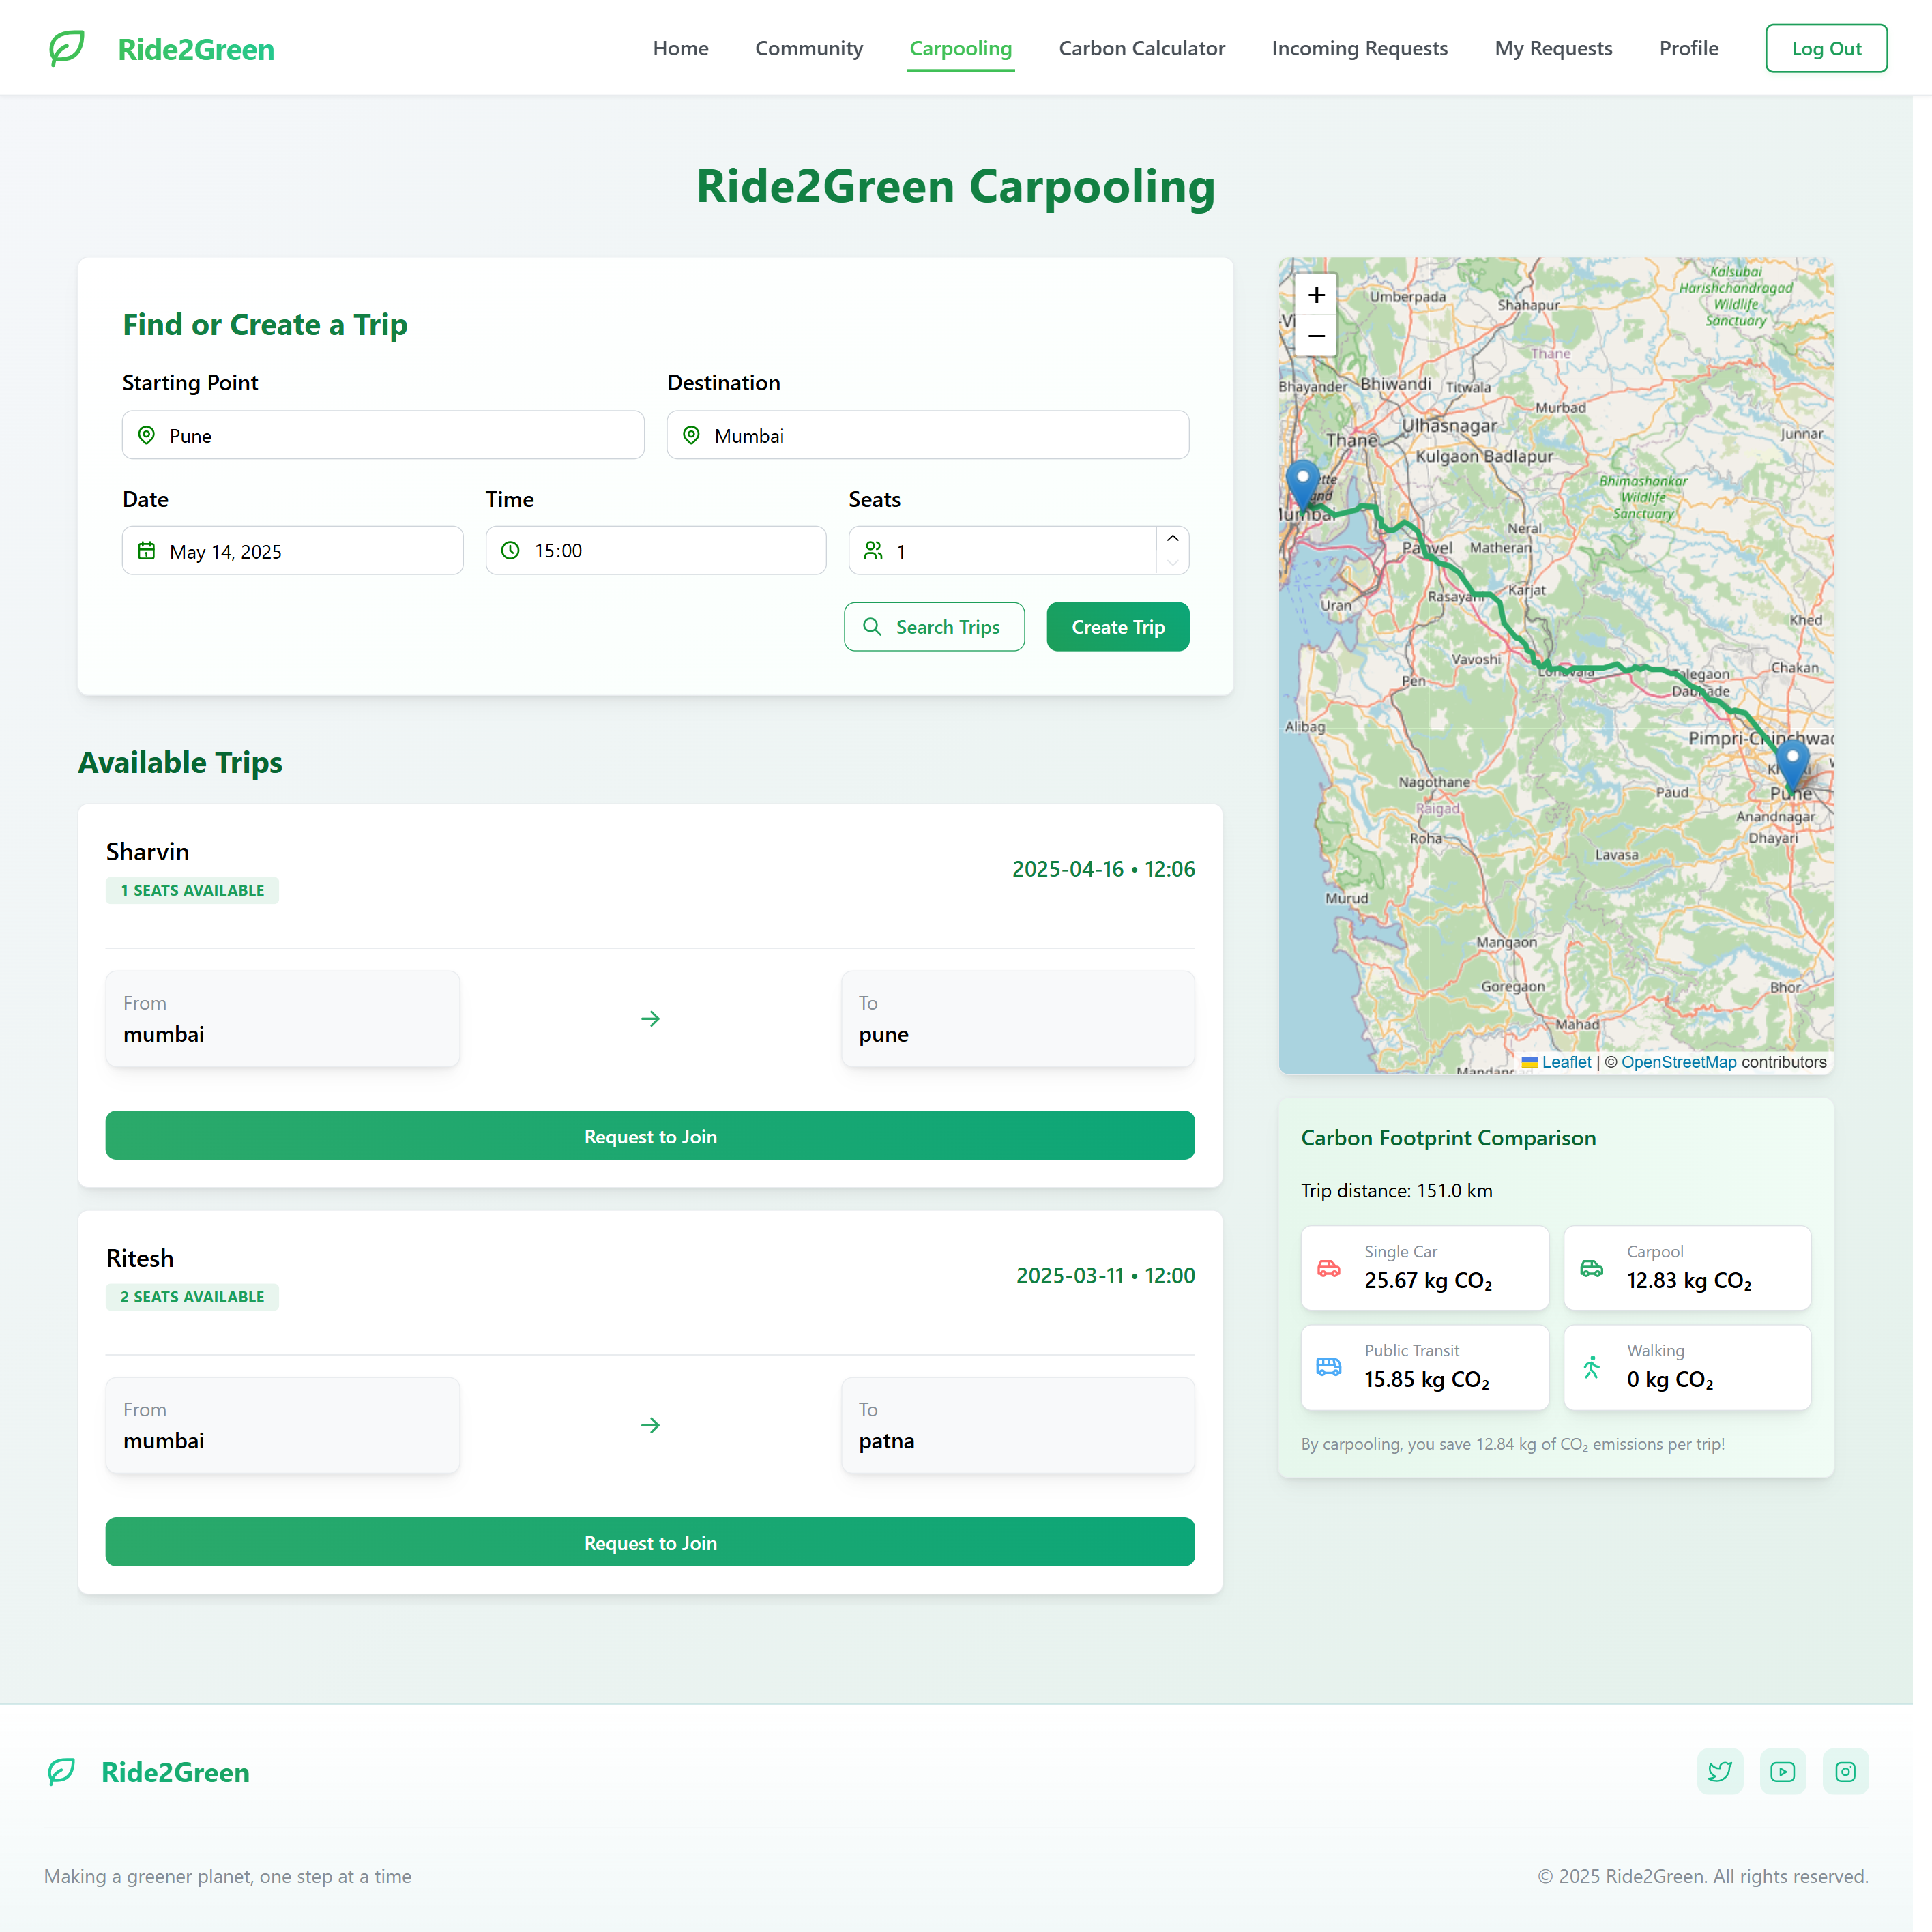 Ride2Green
Home
Community
Carpooling
Carbon Calculator
Incoming Requests
My Requests
Profile
Log Out
Ride2Green Carpooling
Find or Create a Trip
Starting Point
Destination
Pune
Mumbai
Date
Time
Seats
May 14, 2025
15:00
1
Search Trips
Create Trip
Available Trips
Sharvin
1 SEATS AVAILABLE
2025-04-16 • 12:06
From
mumbai
→
To
pune
Request to Join
Ritesh
2 SEATS AVAILABLE
2025-03-11 • 12:00
From
mumbai
→
To
patna
Request to Join
+
−
Kalsubai
Harishchandragad
Wildlife
Sanctuary
Umberpada
Shahapur
Thane
Bhayander
Bhiwandi
Titwala
Murbad
Ulhasnagar
Junnar
Thane
Kulgaon Badlapur
Bhimashankar
Wildlife
Sanctuary
Mumbai
Neral
Panvel
Matheran
Karjat
Rasayani
Uran
Khed
Vavoshi
Chakan
Pen
Lonavala
Talegaon
Dabhade
Alibag
Pimpri-Chinchwad
Nagothane
Paud
Pune
Raigad
Anandnagar
Roha
Dhayari
Lavasa
Murud
Mangaon
Goregaon
Bhor
Mahad
Leaflet | © OpenStreetMap contributors
Carbon Footprint Comparison
Trip distance: 151.0 km
Single Car
25.67 kg CO₂
Carpool
12.83 kg CO₂
Public Transit
15.85 kg CO₂
Walking
0 kg CO₂
By carpooling, you save 12.84 kg of CO₂ emissions per trip!
Ride2Green
Making a greener planet, one step at a time
© 2025 Ride2Green. All rights reserved.